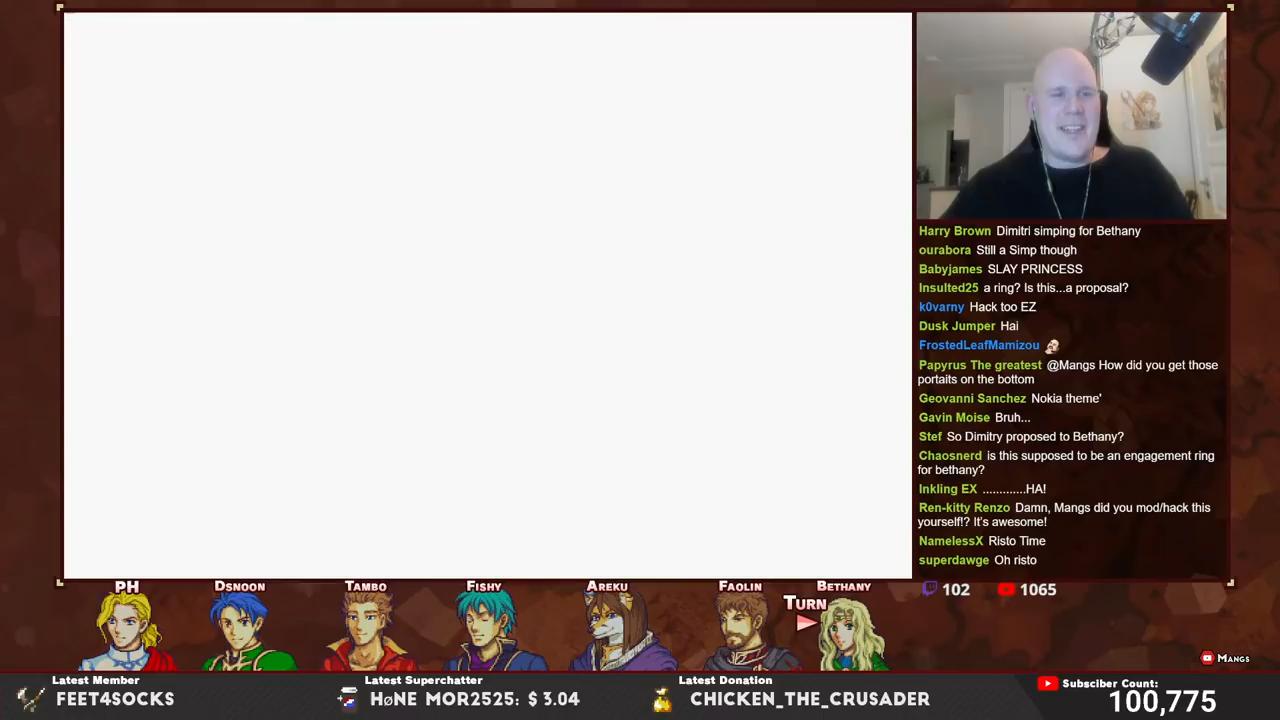 Harry Brown Dimitri simping for Bethany
ourabora Still a Simp though
Babyjames SLAY PRINCESS
Insulted25 a ring? Is this...a proposal?
k0varny Hack too EZ
Dusk Jumper Hai
FrostedLeafMamizou
Papyrus The greatest @Mangs How did you get those
portaits on the bottom
Geovanni Sanchez Nokia theme'
Gavin Moise Bruh...
Stef So Dimitry proposed to Bethany?
Chaosnerd is this supposed to be an engagement ring
for bethany?
Inkling EX .............HA!
Ren-kitty Renzo Damn, Mangs did you mod/hack this
yourself!? It's awesome!
NamelessX Risto Time
superdawge Oh risto
PH DSNOON TAMBO FISHY AREKU FAOLIN BETHANY
102 1065
TURN
MANGS
Latest Member Latest Superchatter Latest Donation Subsciber Count:
FEET4SOCKS HøNE MOR2525: $ 3.04 CHICKEN_THE_CRUSADER 100,775